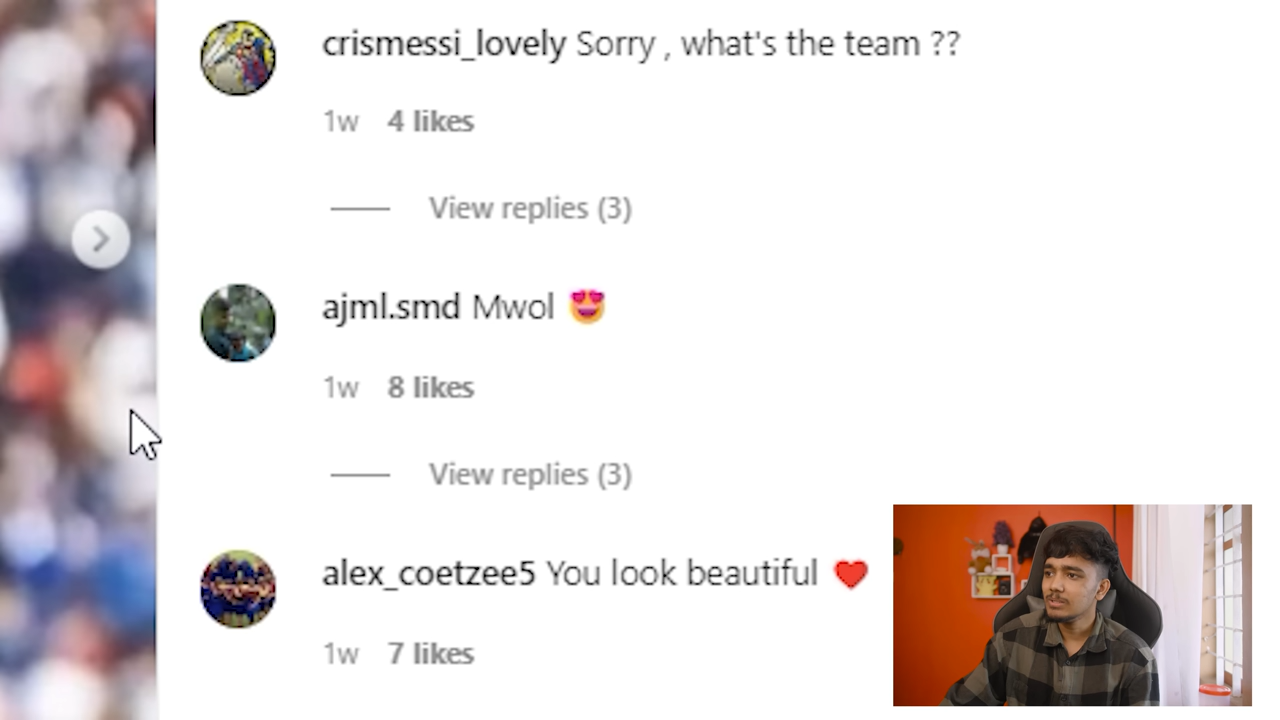 crismessi_lovely Sorry , what's the team ??
1w 4 likes
View replies (3)
ajml.smd Mwol 😍
1w 8 likes
View replies (3)
alex_coetzee5 You look beautiful ❤️
1w 7 likes